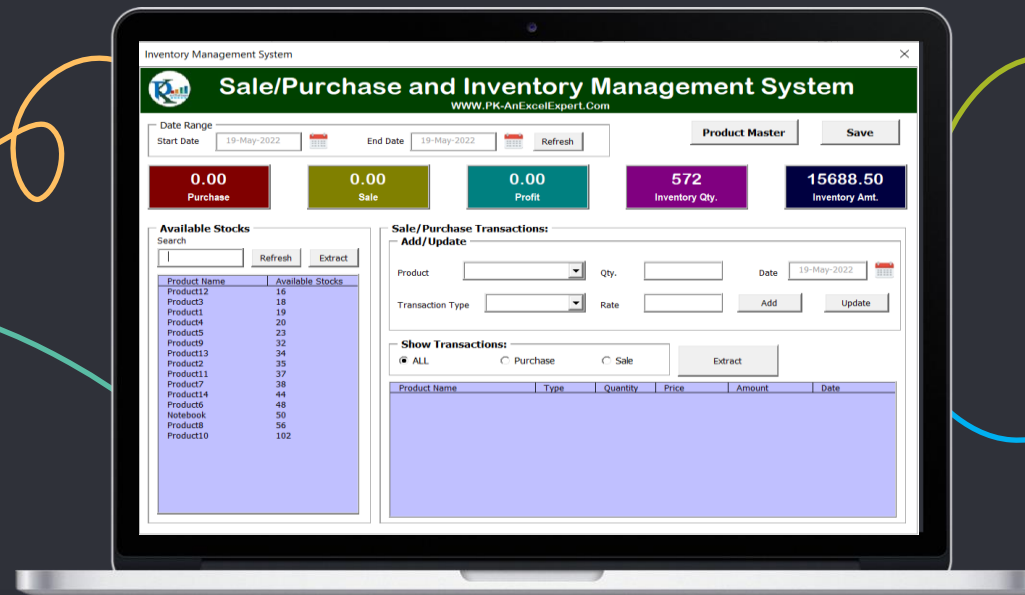 Inventory Management System
Sale/Purchase and Inventory Management System
WWW.PK-AnExcelExpert.Com
Date Range
Start Date 19-May-2022 End Date 19-May-2022 Refresh
Product Master Save
0.00 0.00 0.00 572 15688.50
Purchase Sale Profit Inventory Qty. Inventory Amt.
Available Stocks
Search
Refresh Extract
Product Name Available Stocks
Product12 16
Product3 18
Product1 19
Product4 20
Product5 23
Product9 32
Product13 34
Product2 35
Product11 37
Product7 38
Product14 44
Product6 48
Notebook 50
Product8 56
Product10 102
Sale/Purchase Transactions:
Add/Update
Product Qty. Date 19-May-2022
Transaction Type Rate Add Update
Show Transactions:
ALL Purchase Sale Extract
Product Name Type Quantity Price Amount Date